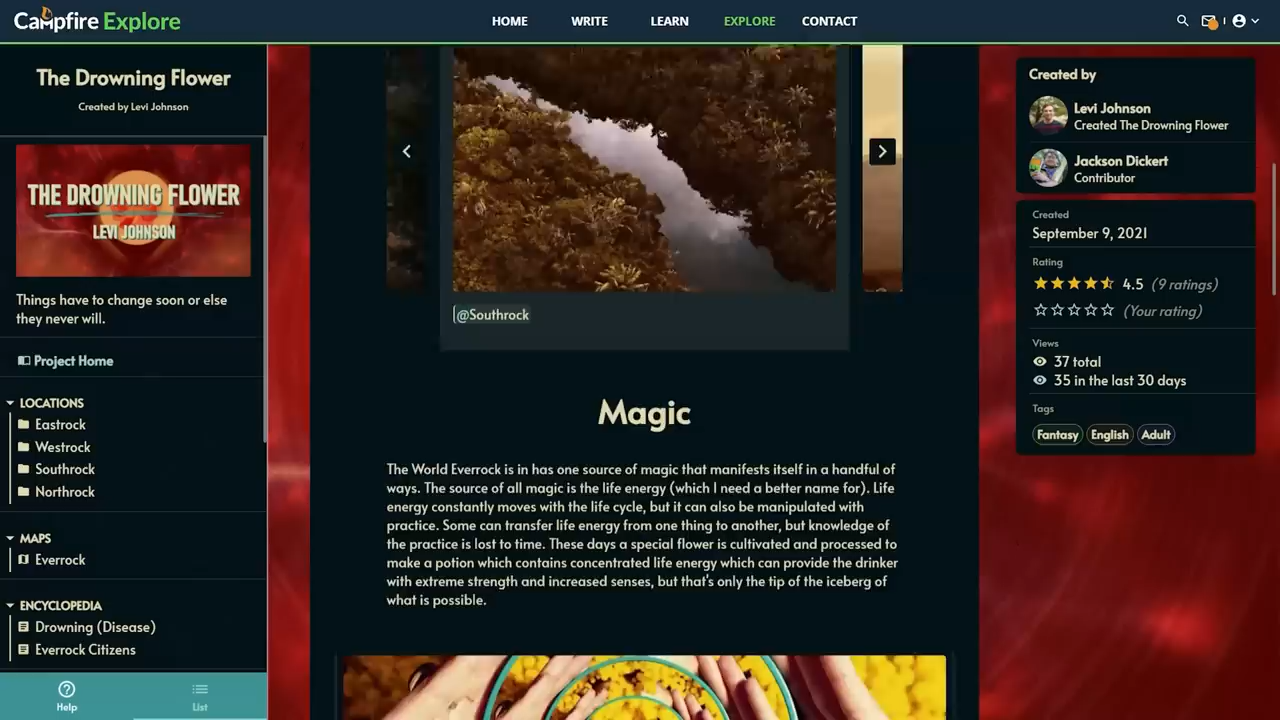 Campfire Explore
HOME
WRITE
LEARN
EXPLORE
CONTACT
The Drowning Flower
Created by Levi Johnson
THE DROWNING FLOWER
LEVI JOHNSON
Things have to change soon or else
they never will.
Project Home
LOCATIONS
Eastrock
Westrock
Southrock
Northrock
MAPS
Everrock
ENCYCLOPEDIA
Drowning (Disease)
Everrock Citizens
Help
List
@Southrock
Magic
The World Everrock is in has one source of magic that manifests itself in a handful of
ways. The source of all magic is the life energy (which I need a better name for). Life
energy constantly moves with the life cycle, but it can also be manipulated with
practice. Some can transfer life energy from one thing to another, but knowledge of
the practice is lost to time. These days a special flower is cultivated and processed to
make a potion which contains concentrated life energy which can provide the drinker
with extreme strength and increased senses, but that's only the tip of the iceberg of
what is possible.
Created by
Levi Johnson
Created The Drowning Flower
Jackson Dickert
Contributor
Created
September 9, 2021
Rating
4.5 (9 ratings)
(Your rating)
Views
37 total
35 in the last 30 days
Tags
Fantasy
English
Adult